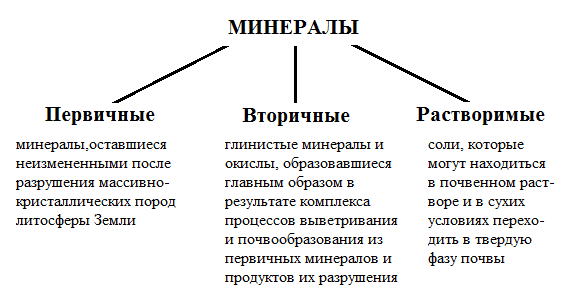 МИНЕРАЛЫ
Первичные
минералы,оставшиеся
неизмененными после
разрушения массивно-
кристаллических пород
литосферы Земли
Вторичные
глинистые минералы и
окислы, образовавшиеся
главным образом в
результате комплекса
процессов выветривания
и почвообразования из
первичных минералов и
продуктов их разрушения
Растворимые
соли, которые
могут находиться
в почвенном раст-
воре и в сухих
условиях перехо-
дить в твердую
фазу почвы